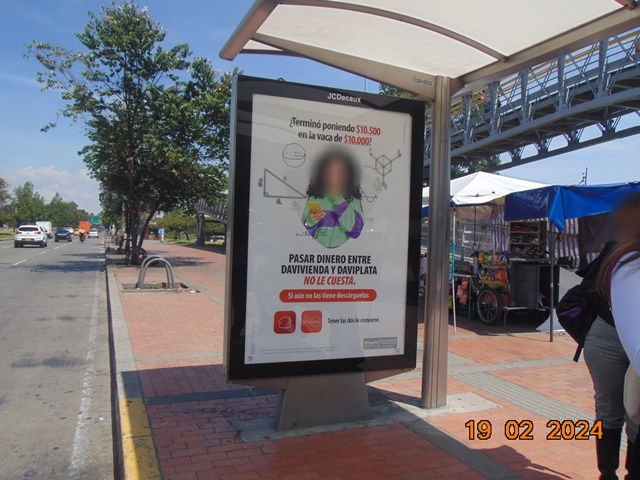 JCDecaux
¿Terminó poniendo $10.500
en la vaca de $10.000?
PASAR DINERO ENTRE
DAVIVIENDA Y DAVIPLATA
NO LE CUESTA.
Si aún no las tiene descárguelas
Tener las dos le conviene.
19 02 2024